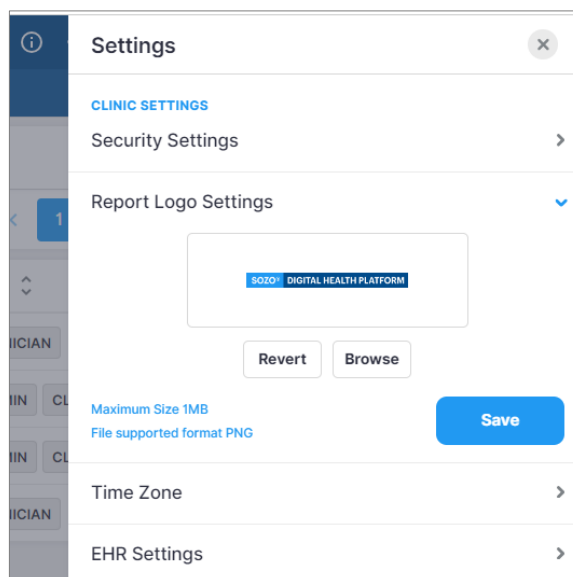 Settings
CLINIC SETTINGS
Security Settings
Report Logo Settings
1
SOZO® DIGITAL HEALTH PLATFORM
Revert Browse
Maximum Size 1MB
File supported format PNG
Save
Time Zone
EHR Settings